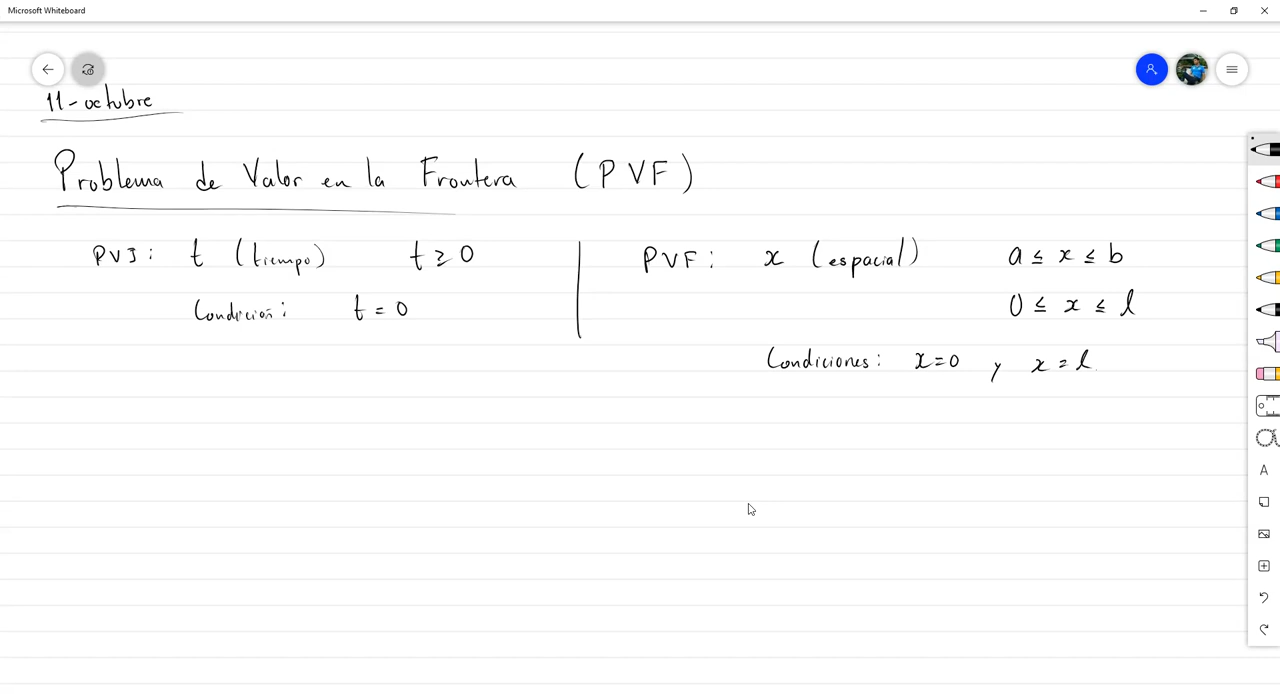 Microsoft Whiteboard
11-octubre
Problema de Valor en la Frontera (PVF)
PVI: t (tiempo) t ≥ 0
Condición: t = 0
PVF: x (espacial) a ≤ x ≤ b
0 ≤ x ≤ l
Condiciones: x=0 y x = l.
A